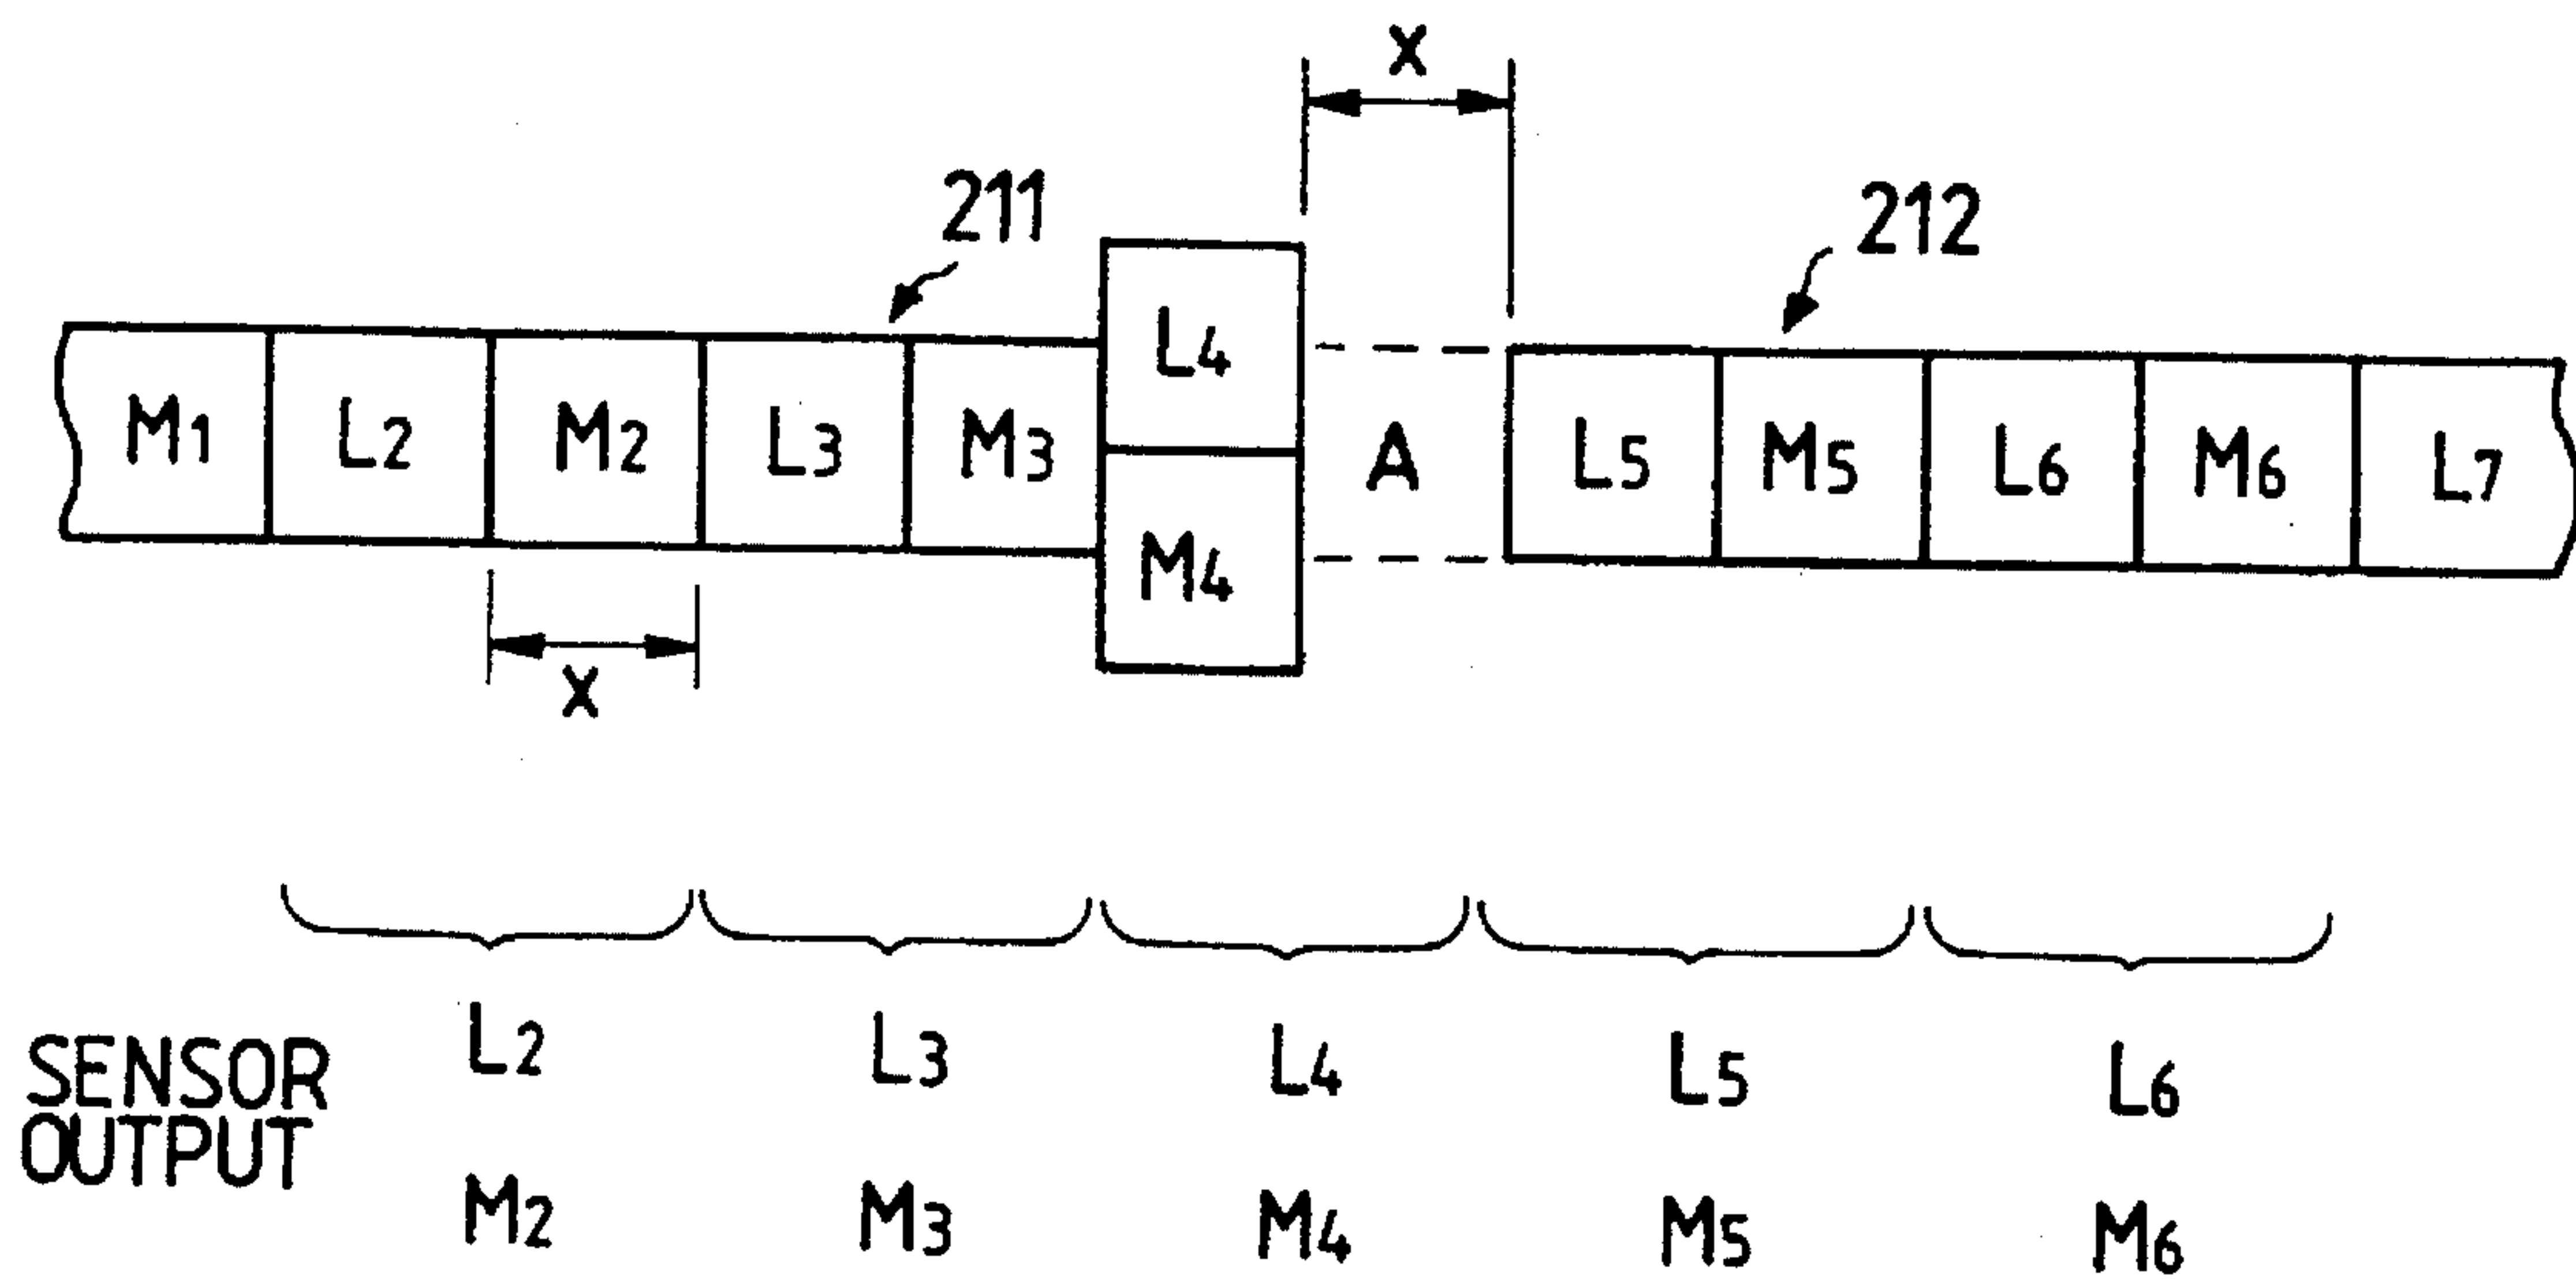 X
211
212
L4
M1 L2 M2 L3 M3 A L5 M5 L6 M6 L7
M4
X
L2 L3 L4 L5 L6
SENSOR
OUTPUT
M2 M3 M4 M5 M6